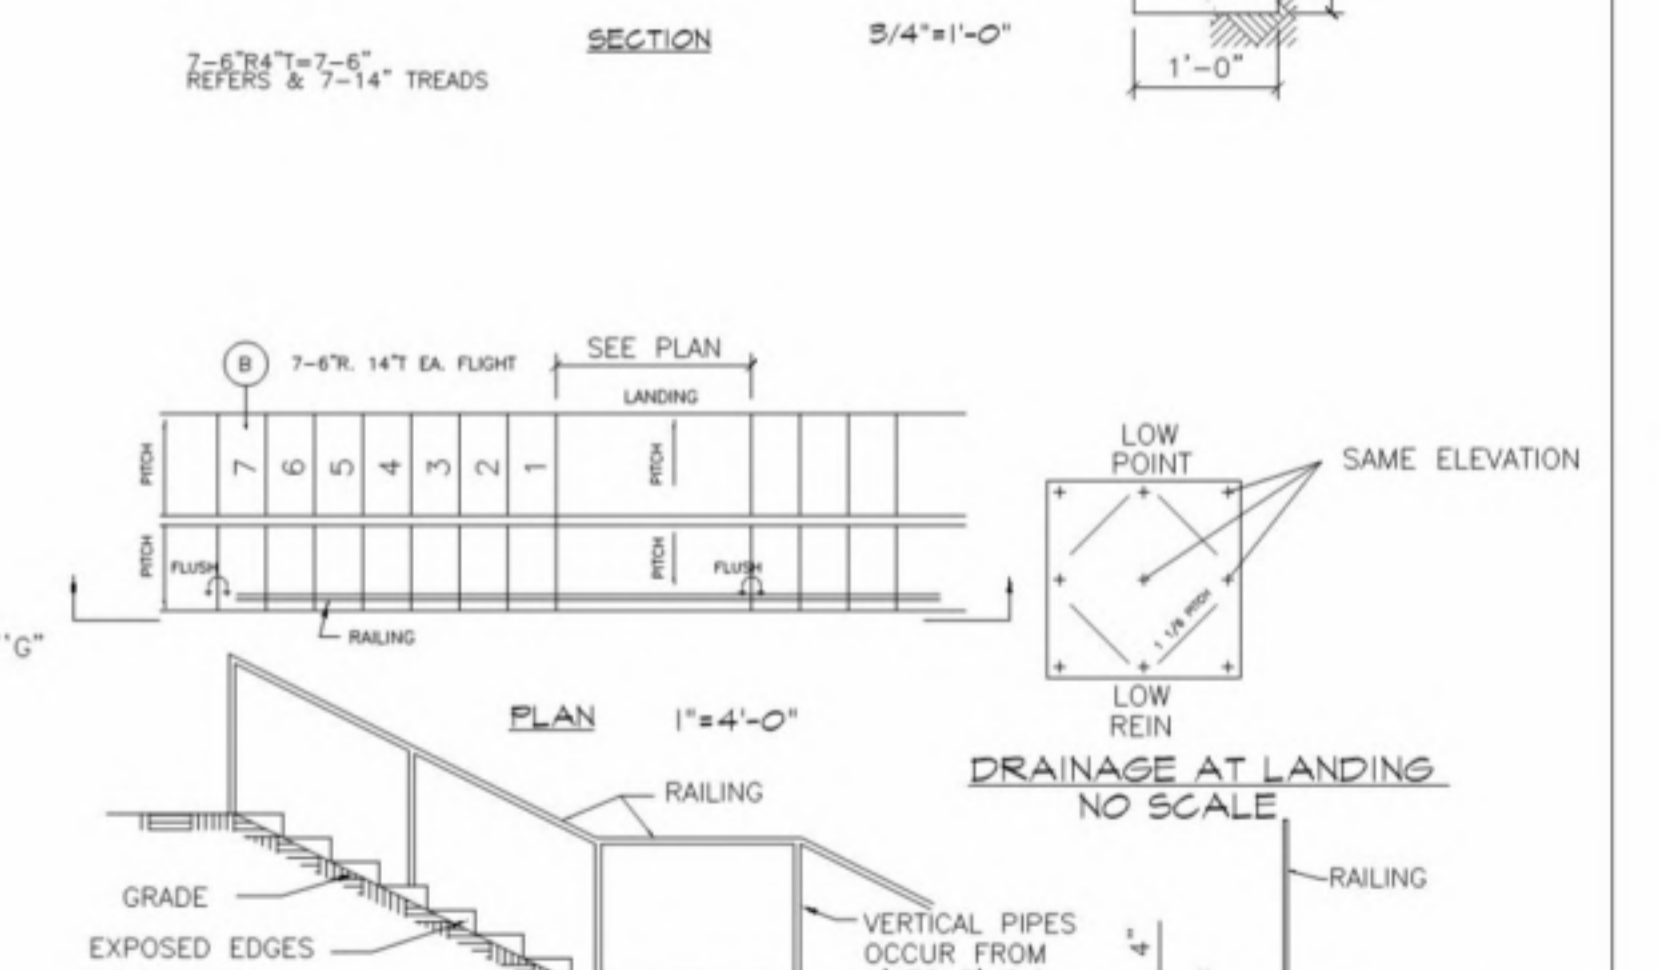 SECTION
3/4"=1'-0"
7-6"R4"T=7-6"
REFERS & 7-14" TREADS
1'-0"
B
7-6"R. 14"T EA. FLIGHT
SEE PLAN
LANDING
PITCH
7 6 5 4 3 2 1
PITCH
PITCH
FLUSH
PITCH
FLUSH
RAILING
"G"
LOW
POINT
SAME ELEVATION
1 1/8 PITCH
LOW
REIN
PLAN
1"=4'-0"
DRAINAGE AT LANDING
NO SCALE
RAILING
RAILING
GRADE
EXPOSED EDGES
VERTICAL PIPES
OCCUR FROM
4"